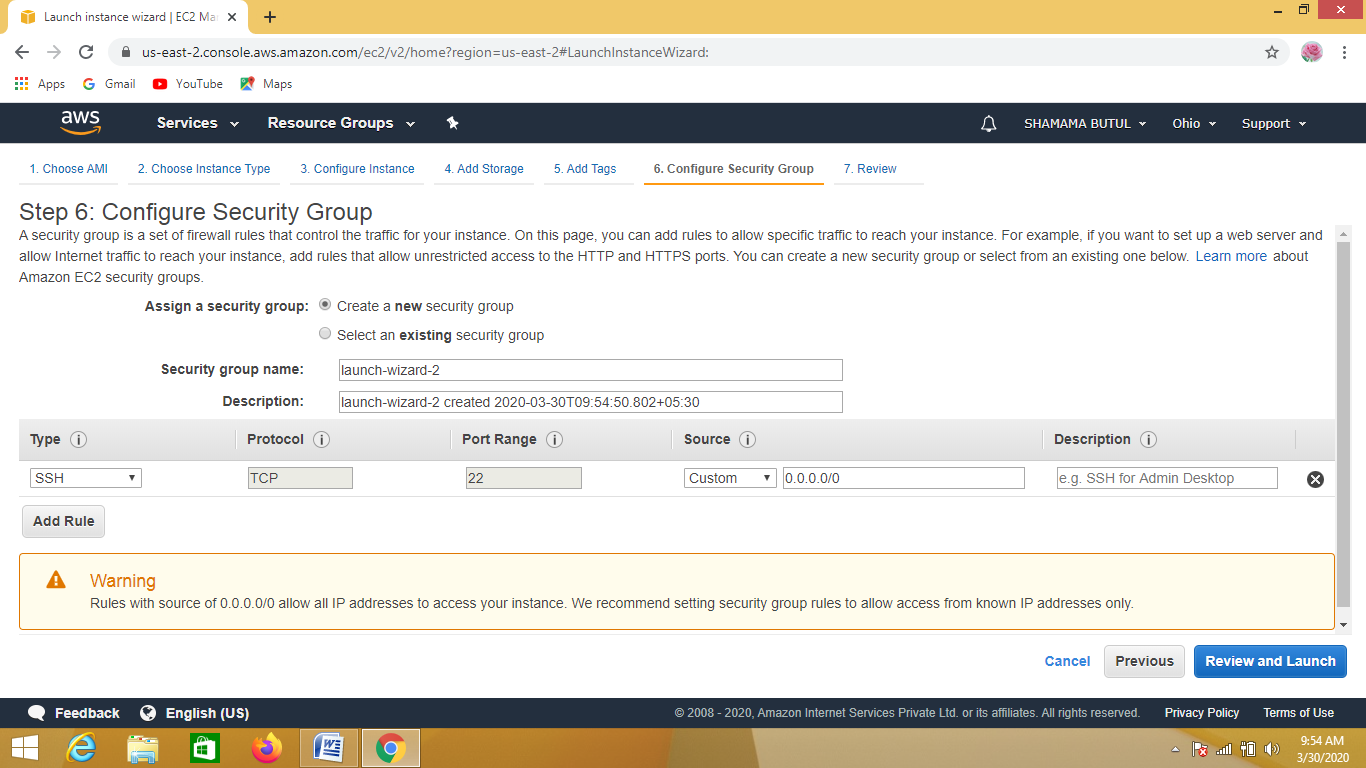 Launch instance wizard | EC2 Ma
us-east-2.console.aws.amazon.com/ec2/v2/home?region=us-east-2#LaunchInstanceWizard:
Apps Gmail YouTube Maps
aws Services Resource Groups SHAMAMA BUTUL Ohio Support
1. Choose AMI 2. Choose Instance Type 3. Configure Instance 4. Add Storage 5. Add Tags 6. Configure Security Group 7. Review
Step 6: Configure Security Group
A security group is a set of firewall rules that control the traffic for your instance. On this page, you can add rules to allow specific traffic to reach your instance. For example, if you want to set up a web server and
allow Internet traffic to reach your instance, add rules that allow unrestricted access to the HTTP and HTTPS ports. You can create a new security group or select from an existing one below. Learn more about
Amazon EC2 security groups.
Assign a security group: Create a new security group
Select an existing security group
Security group name: launch-wizard-2
Description: launch-wizard-2 created 2020-03-30T09:54:50.802+05:30
Type i Protocol i Port Range i Source i Description i
SSH TCP 22 Custom 0.0.0.0/0 e.g. SSH for Admin Desktop
Add Rule
Warning
Rules with source of 0.0.0.0/0 allow all IP addresses to access your instance. We recommend setting security group rules to allow access from known IP addresses only.
Cancel Previous Review and Launch
Feedback English (US) © 2008 - 2020, Amazon Internet Services Private Ltd. or its affiliates. All rights reserved. Privacy Policy Terms of Use
9:54 AM
3/30/2020